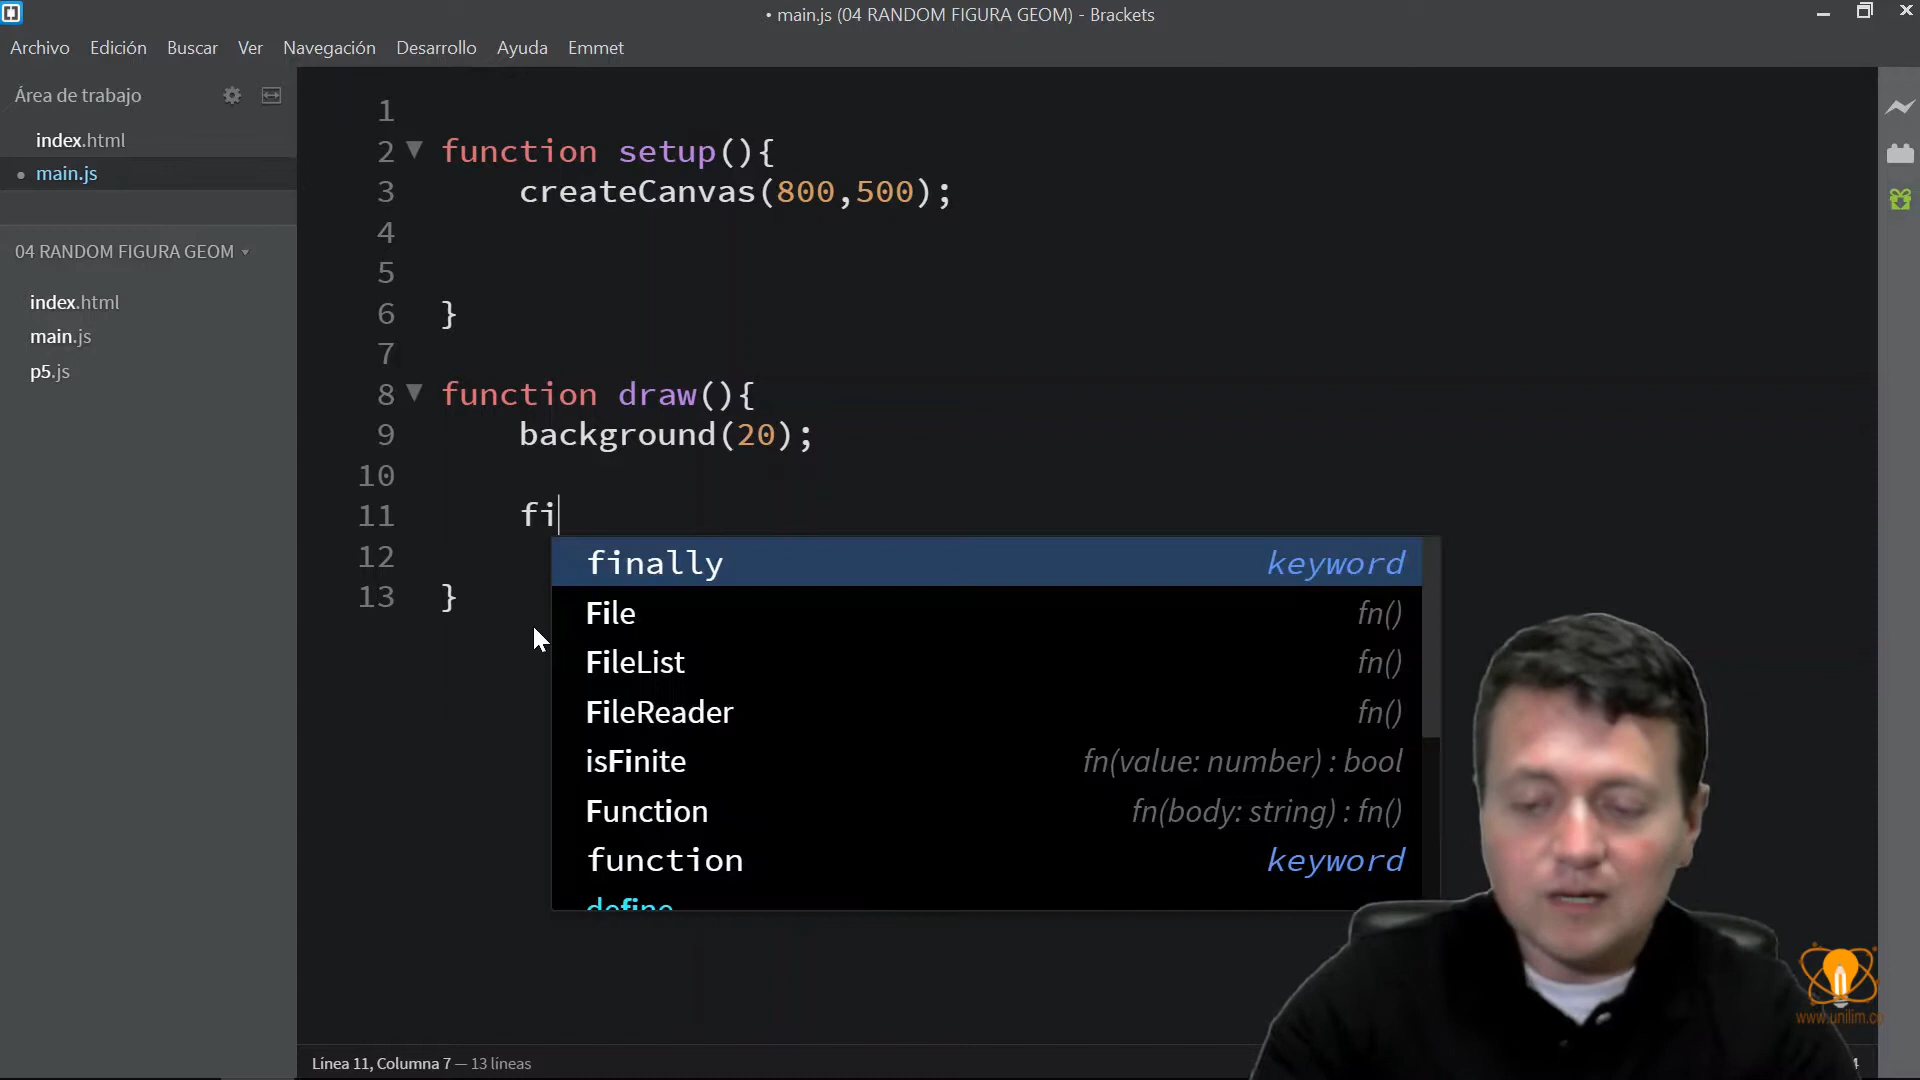 • main.js (04 RANDOM FIGURA GEOM) - Brackets
Archivo Edición Buscar Ver Navegación Desarrollo Ayuda Emmet
Área de trabajo
index.html
• main.js
04 RANDOM FIGURA GEOM
index.html
main.js
p5.js
1
2 function setup(){
3 createCanvas(800,500);
4
5
6 }
7
8 function draw(){
9 background(20);
10
11 fi
12
13 }
finally keyword
File fn()
FileList fn()
FileReader fn()
isFinite fn(value: number) : bool
Function fn(body: string) : fn()
function keyword
define
Línea 11, Columna 7 — 13 líneas